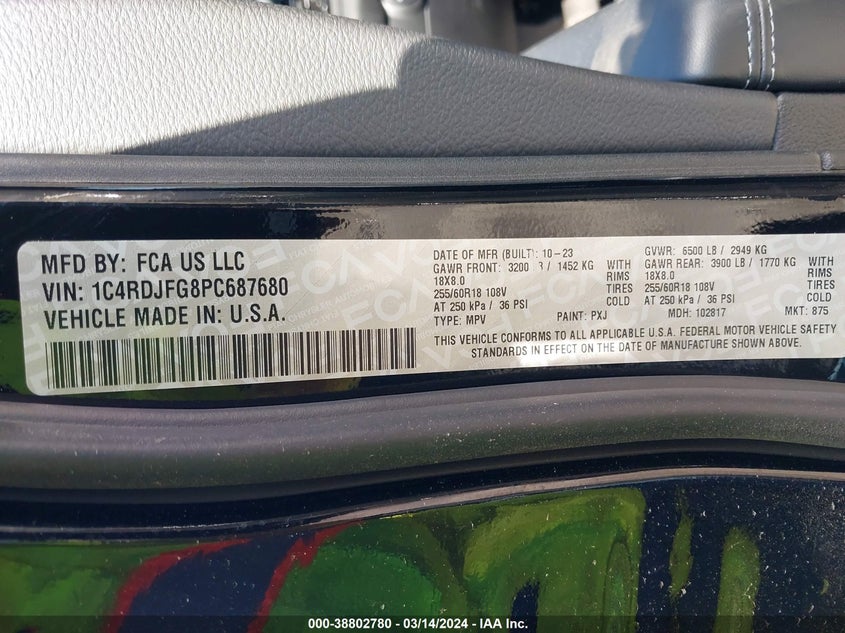 MFD BY: FCA US LLC
VIN: 1C4RDJFG8PC687680
VEHICLE MADE IN: U.S.A.
DATE OF MFR (BUILT): 10-23
GVWR: 6500 LB / 2949 KG
GAWR FRONT: 3200 / 1452 KG WITH
GAWR REAR: 3900 LB / 1770 KG WITH
18X8.0 RIMS
18X8.0 RIMS
255/60R18 108V TIRES
255/60R18 108V TIRES
AT 250 kPa / 36 PSI COLD
AT 250 kPa / 36 PSI COLD
TYPE: MPV PAINT: PXJ MDH: 102817 MKT: 875
THIS VEHICLE CONFORMS TO ALL APPLICABLE U.S.A. FEDERAL MOTOR VEHICLE SAFETY
STANDARDS IN EFFECT ON THE DATE OF MANUFACTURE SHOWN ABOVE.
000-38802780 - 03/14/2024 - IAA Inc.